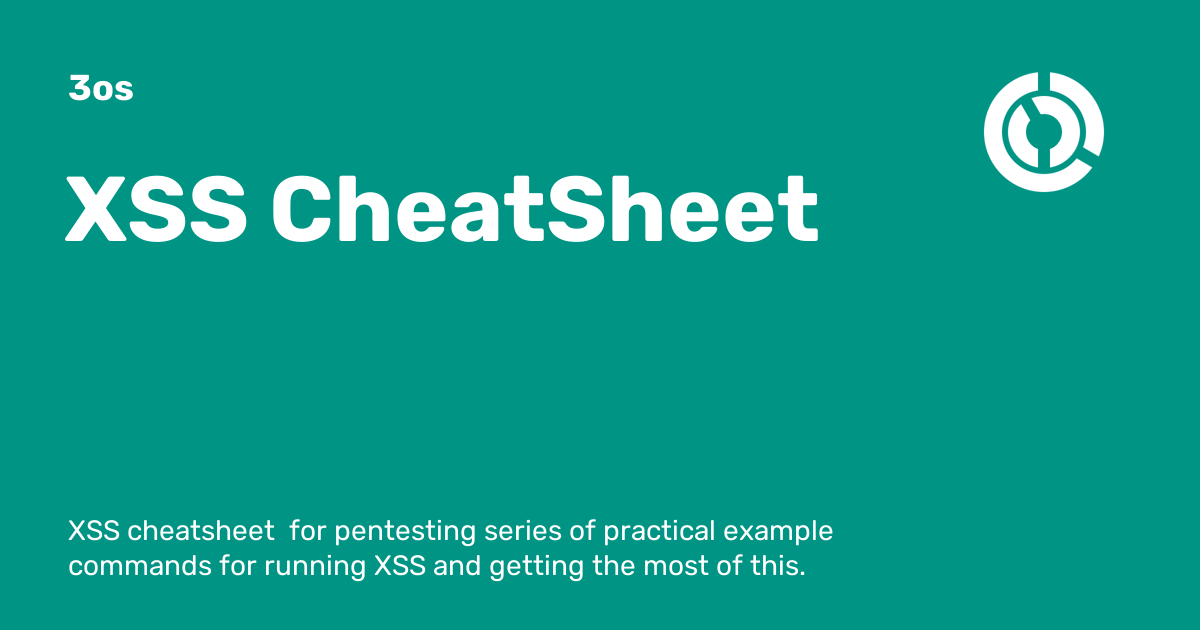 3os
XSS CheatSheet
XSS cheatsheet  for pentesting series of practical example
commands for running XSS and getting the most of this.